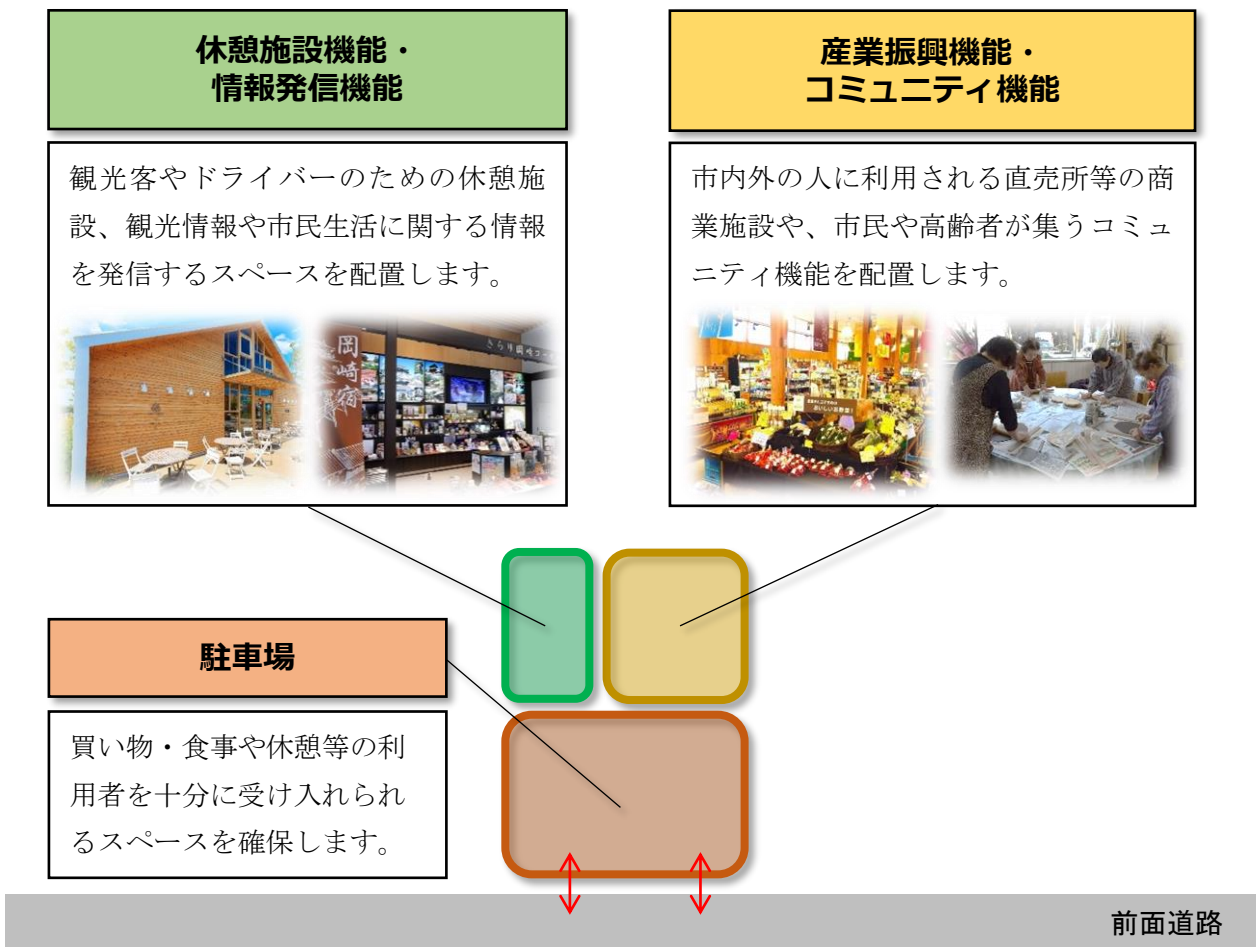 休憩施設機能・
情報発信機能
観光客やドライバーのための休憩施
設、観光情報や市民生活に関する情報
を発信するスペースを配置します。
岡崎宿
産業振興機能・
コミュニティ機能
市内外の人に利用される直売所等の商
業施設や、市民や高齢者が集うコミュ
ニティ機能を配置します。
駐車場
買い物・食事や休憩等の利
用者を十分に受け入れられ
るスペースを確保します。
前面道路